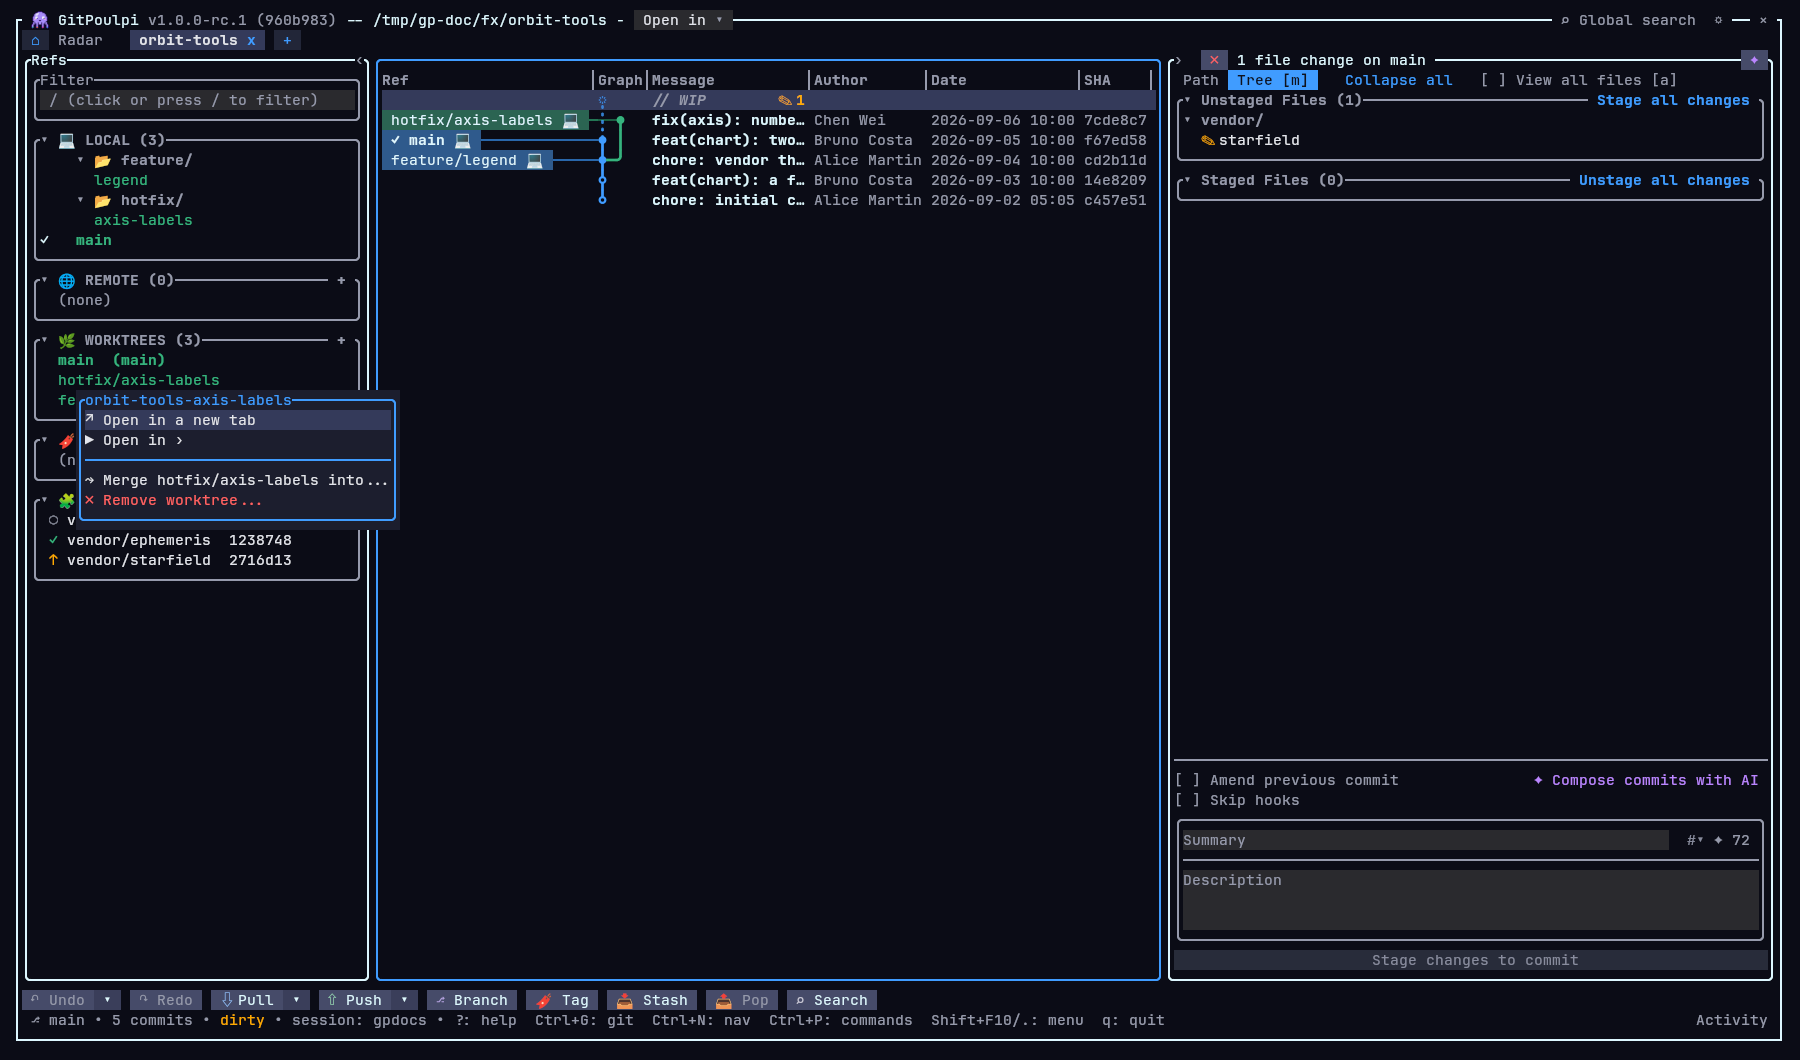 GitPoulpi v1.0.0-rc.1 (960b983) -- /tmp/gp-doc/fx/orbit-tools - Open in ▾ ⌕ Global search ⚙ ×
⌂ Radar orbit-tools x +
Refs ‹
Filter
/ (click or press / to filter)
▾ LOCAL (3)
▾ feature/
legend
▾ hotfix/
axis-labels
✓ main
▾ REMOTE (0) +
(none)
▾ WORKTREES (3) +
main (main)
hotfix/axis-labels
fe
orbit-tools-axis-labels
↗ Open in a new tab
▶ Open in ›
⤳ Merge hotfix/axis-labels into...
✕ Remove worktree...
(n
v
✓ vendor/ephemeris 1238748
↑ vendor/starfield 2716d13
Ref Graph Message Author Date SHA
// WIP ✎ 1
hotfix/axis-labels fix(axis): numbe… Chen Wei 2026-09-06 10:00 7cde8c7
✓ main feat(chart): two… Bruno Costa 2026-09-05 10:00 f67ed58
feature/legend chore: vendor th… Alice Martin 2026-09-04 10:00 cd2b11d
feat(chart): a f… Bruno Costa 2026-09-03 10:00 14e8209
chore: initial c… Alice Martin 2026-09-02 05:05 c457e51
› ✕ 1 file change on main ✦
Path Tree [m] Collapse all [ ] View all files [a]
▾ Unstaged Files (1) Stage all changes
▾ vendor/
✎ starfield
▾ Staged Files (0) Unstage all changes
[ ] Amend previous commit ✦ Compose commits with AI
[ ] Skip hooks
Summary #▾ ✦ 72
Description
Stage changes to commit
↶ Undo ▾ ↷ Redo ⇩ Pull ▾ ⇧ Push ▾ ⎇ Branch Tag Stash Pop ⌕ Search
⎇ main • 5 commits • dirty • session: gpdocs • ?: help Ctrl+G: git Ctrl+N: nav Ctrl+P: commands Shift+F10/.: menu q: quit Activity